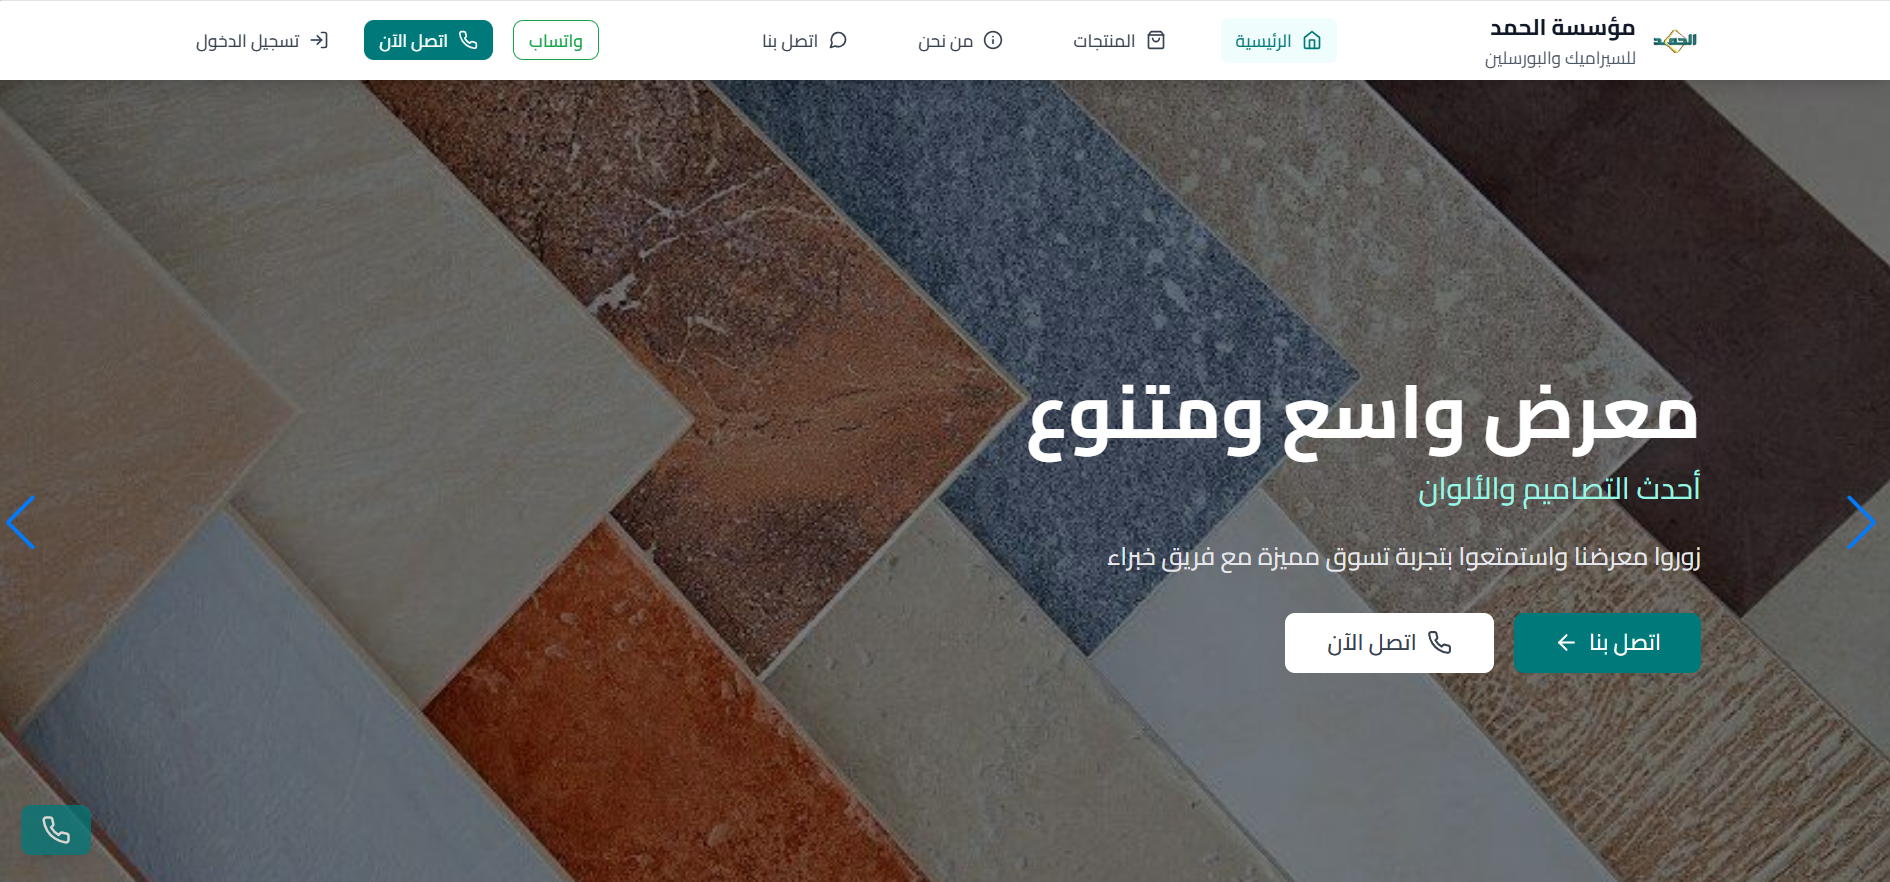 الحمد
مؤسسة الحمد
للسيراميك والبورسلين
الرئيسية
المنتجات
من نحن
اتصل بنا
واتساب
اتصل الآن
تسجيل الدخول
معرض واسع ومتنوع
أحدث التصاميم والألوان
زوروا معرضنا واستمتعوا بتجربة تسوق مميزة مع فريق خبراء
اتصل بنا
اتصل الآن